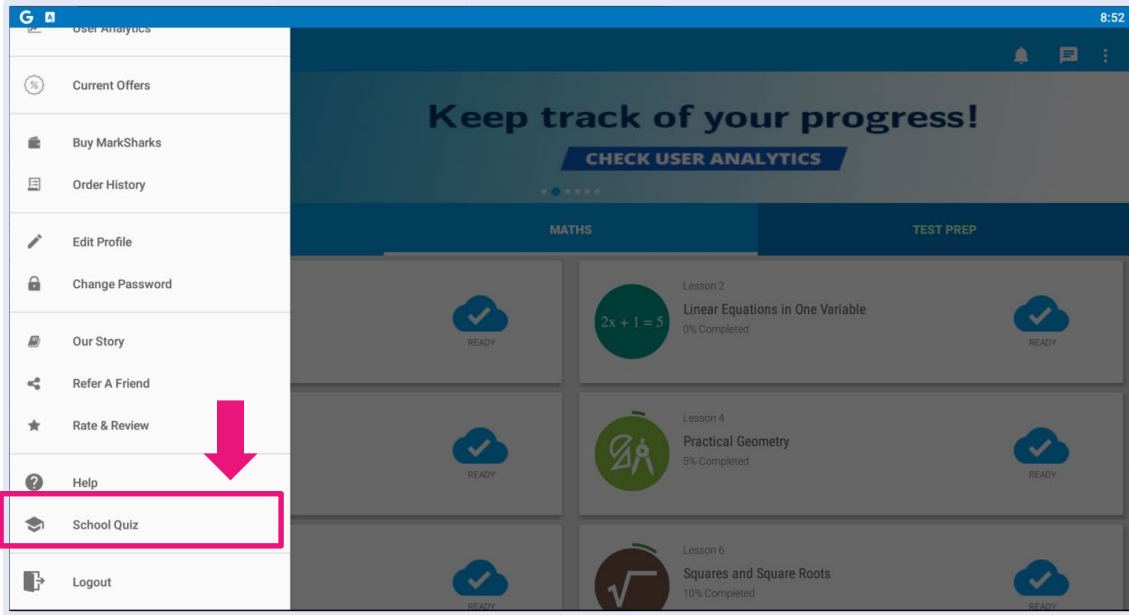 G A 8:52
User Analytics
Current Offers
Buy MarkSharks
Order History
Edit Profile
Change Password
Our Story
Refer A Friend
Rate & Review
Help
School Quiz
Logout
Keep track of your progress!
CHECK USER ANALYTICS
MATHS TEST PREP
READY
Lesson 2
2x + 1 = 5
Linear Equations in One Variable
0% Completed
READY
READY
Lesson 4
Practical Geometry
5% Completed
READY
READY
Lesson 6
Squares and Square Roots
10% Completed
READY